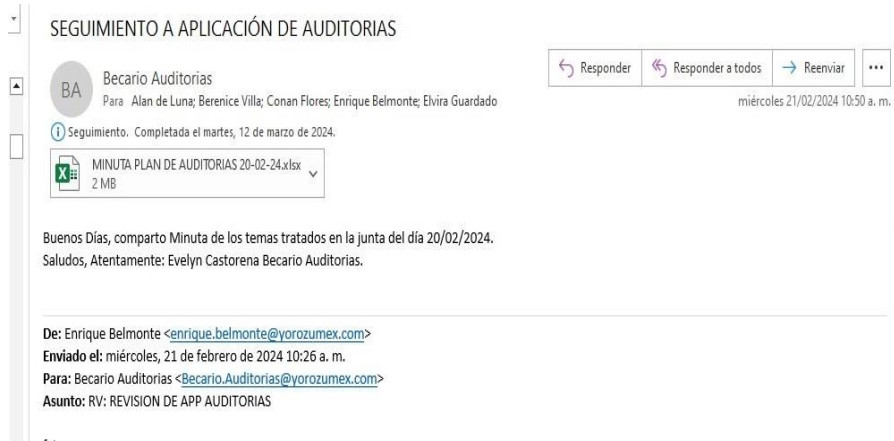 SEGUIMIENTO A APLICACIÓN DE AUDITORIAS
Responder
Responder a todos
Reenviar
BA
Becario Auditorias
Para Alan de Luna; Berenice Villa; Conan Flores; Enrique Belmonte; Elvira Guardado
miércoles 21/02/2024 10:50 a. m.
Seguimiento. Completada el martes, 12 de marzo de 2024.
MINUTA PLAN DE AUDITORIAS 20-02-24.xlsx
2 MB
Buenos Días, comparto Minuta de los temas tratados en la junta del día 20/02/2024.
Saludos, Atentamente: Evelyn Castorena Becario Auditorias.
De: Enrique Belmonte <enrique.belmonte@yorozumex.com>
Enviado el: miércoles, 21 de febrero de 2024 10:26 a. m.
Para: Becario Auditorias <Becario.Auditorias@yorozumex.com>
Asunto: RV: REVISION DE APP AUDITORIAS